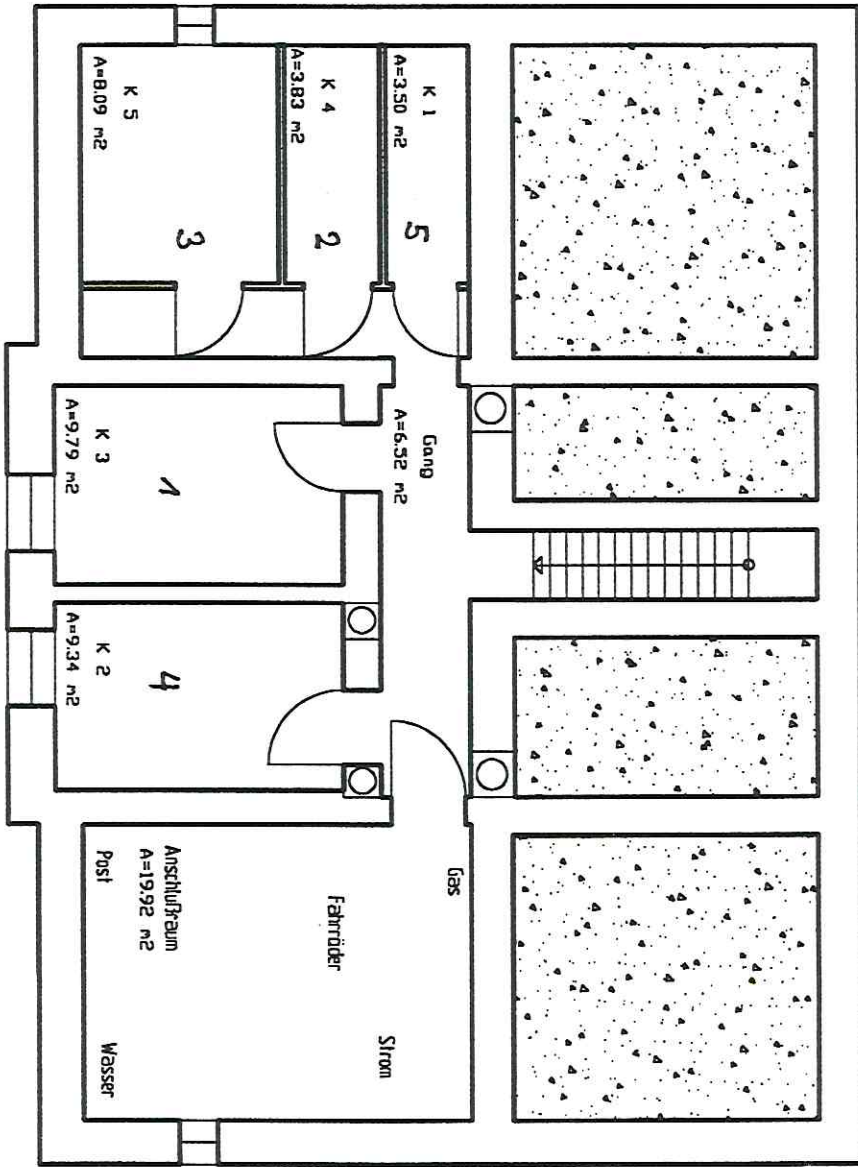 K 1
A=3.50 m2
5
K 4
A=3.83 m2
2
K 5
A=8.09 m2
3
Gang
A=6.52 m2
K 3
A=9.79 m2
1
K 2
A=9.34 m2
4
Gas
Strom
Fahrräder
Anschlußraum
A=19.92 m2
Post
Wasser